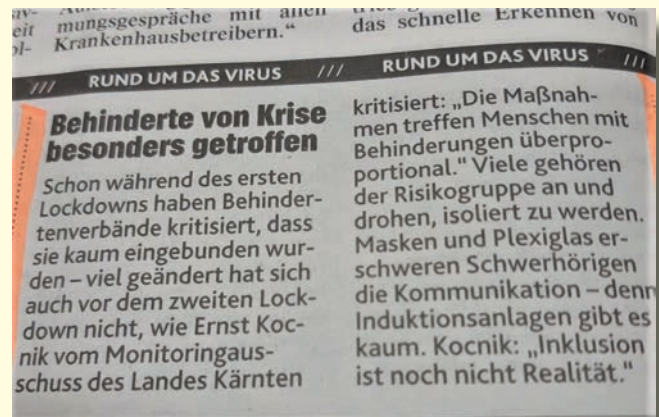 eit mungsgespräche mit allen
Krankenhausbetreibern.“
das schnelle Erkennen von
/// RUND UM DAS VIRUS /// RUND UM DAS VIRUS ///
Behinderte von Krise
besonders getroffen
Schon während des ersten
Lockdowns haben Behinder-
tenverbände kritisiert, dass
sie kaum eingebunden wur-
den – viel geändert hat sich
auch vor dem zweiten Lock-
down nicht, wie Ernst Koc-
nik vom Monitoringaus-
schuss des Landes Kärnten
kritisiert: „Die Maßnah-
men treffen Menschen mit
Behinderungen überpro-
portional.“ Viele gehören
der Risikogruppe an und
drohen, isoliert zu werden.
Masken und Plexiglas er-
schweren Schwerhörigen
die Kommunikation – denn
Induktionsanlagen gibt es
kaum. Kocnik: „Inklusion
ist noch nicht Realität.“